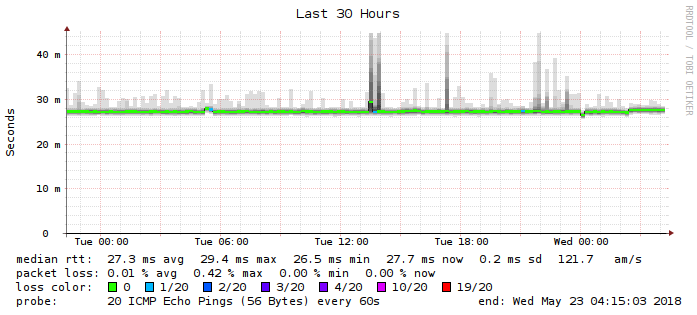 Last 30 Hours
RRDTOOL / TOBI OETIKER
Seconds
40 m
30 m
20 m
10 m
0
Tue 00:00 Tue 06:00 Tue 12:00 Tue 18:00 Wed 00:00
median rtt: 27.3 ms avg 29.4 ms max 26.5 ms min 27.7 ms now 0.2 ms sd 121.7 am/s
packet loss: 0.01 % avg 0.42 % max 0.00 % min 0.00 % now
loss color: 0 1/20 2/20 3/20 4/20 10/20 19/20
probe: 20 ICMP Echo Pings (56 Bytes) every 60s end: Wed May 23 04:15:03 2018